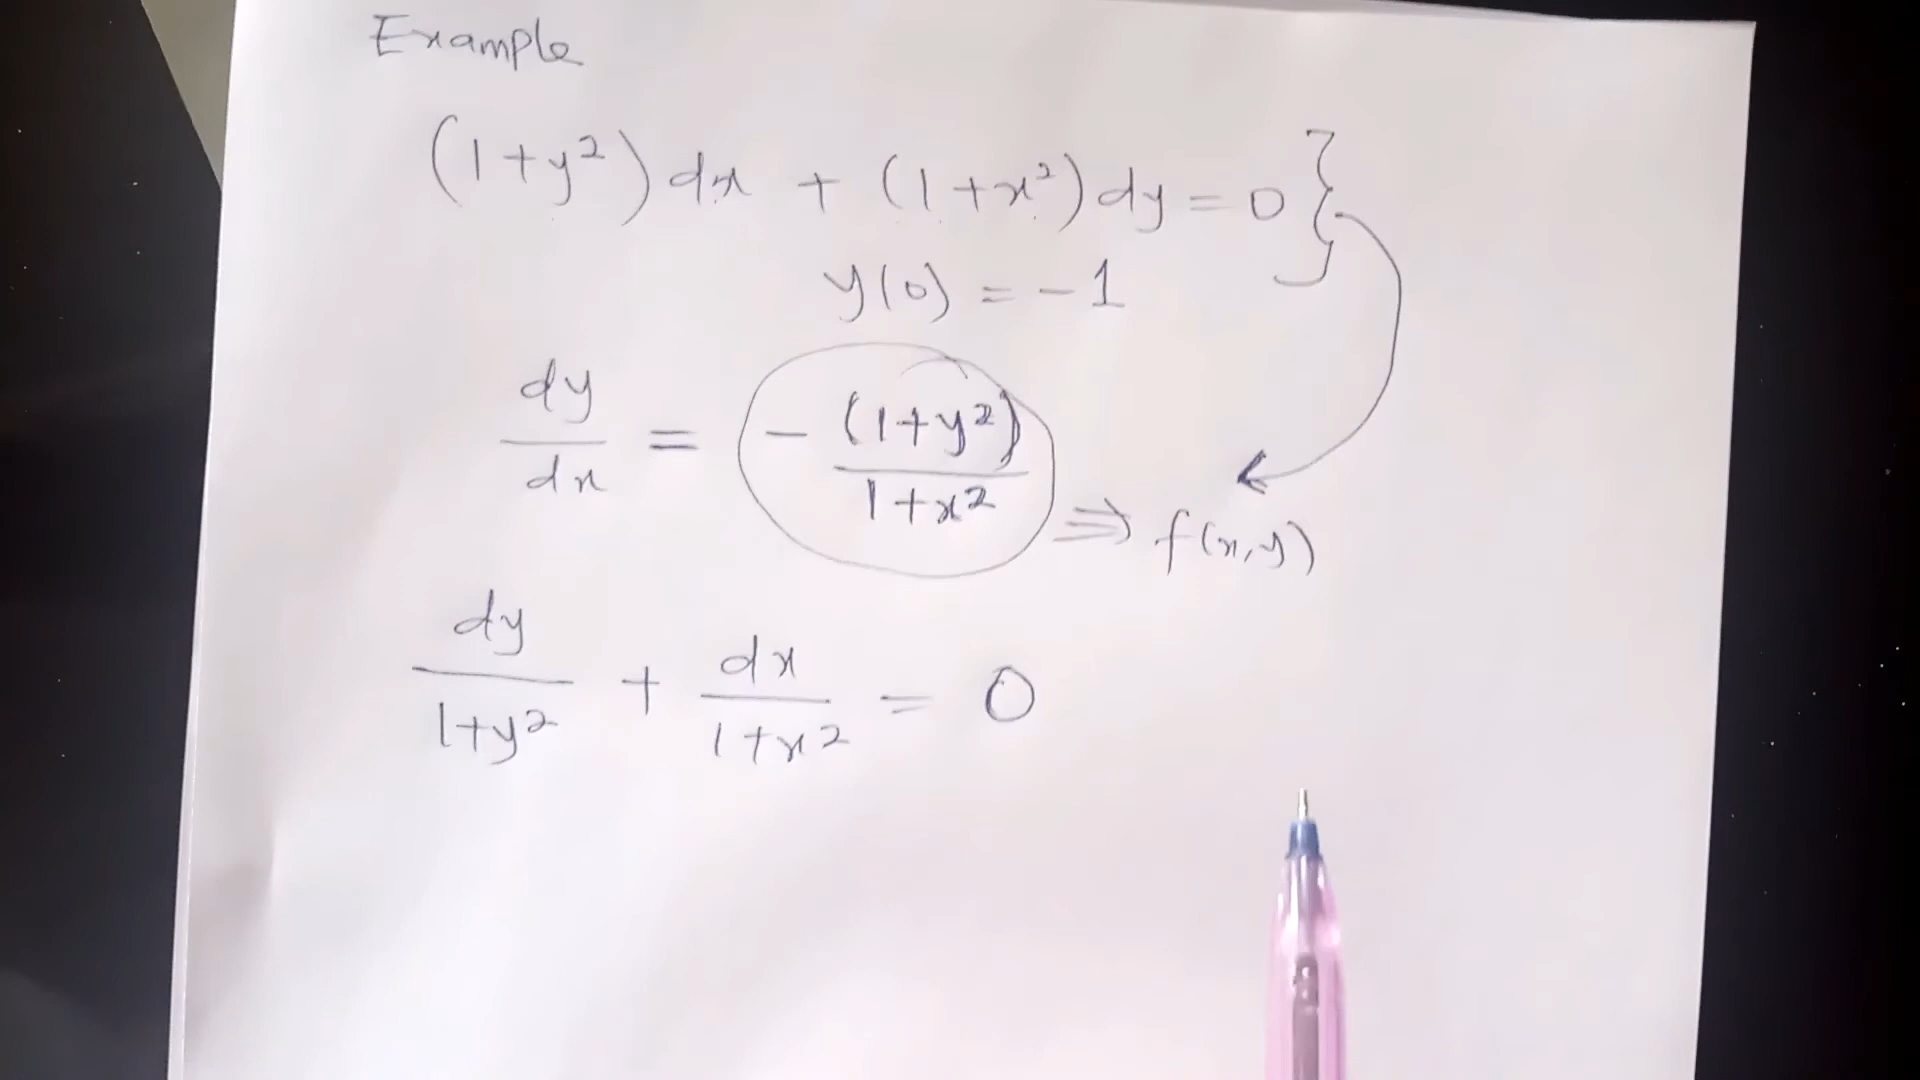 Example
(1+y²) dx + (1+x²) dy = 0 }
y(0) = -1
dy/dx = - (1+y²)/1+x² ⇒ f(x,y)
dy/1+y² + dx/1+x² = 0